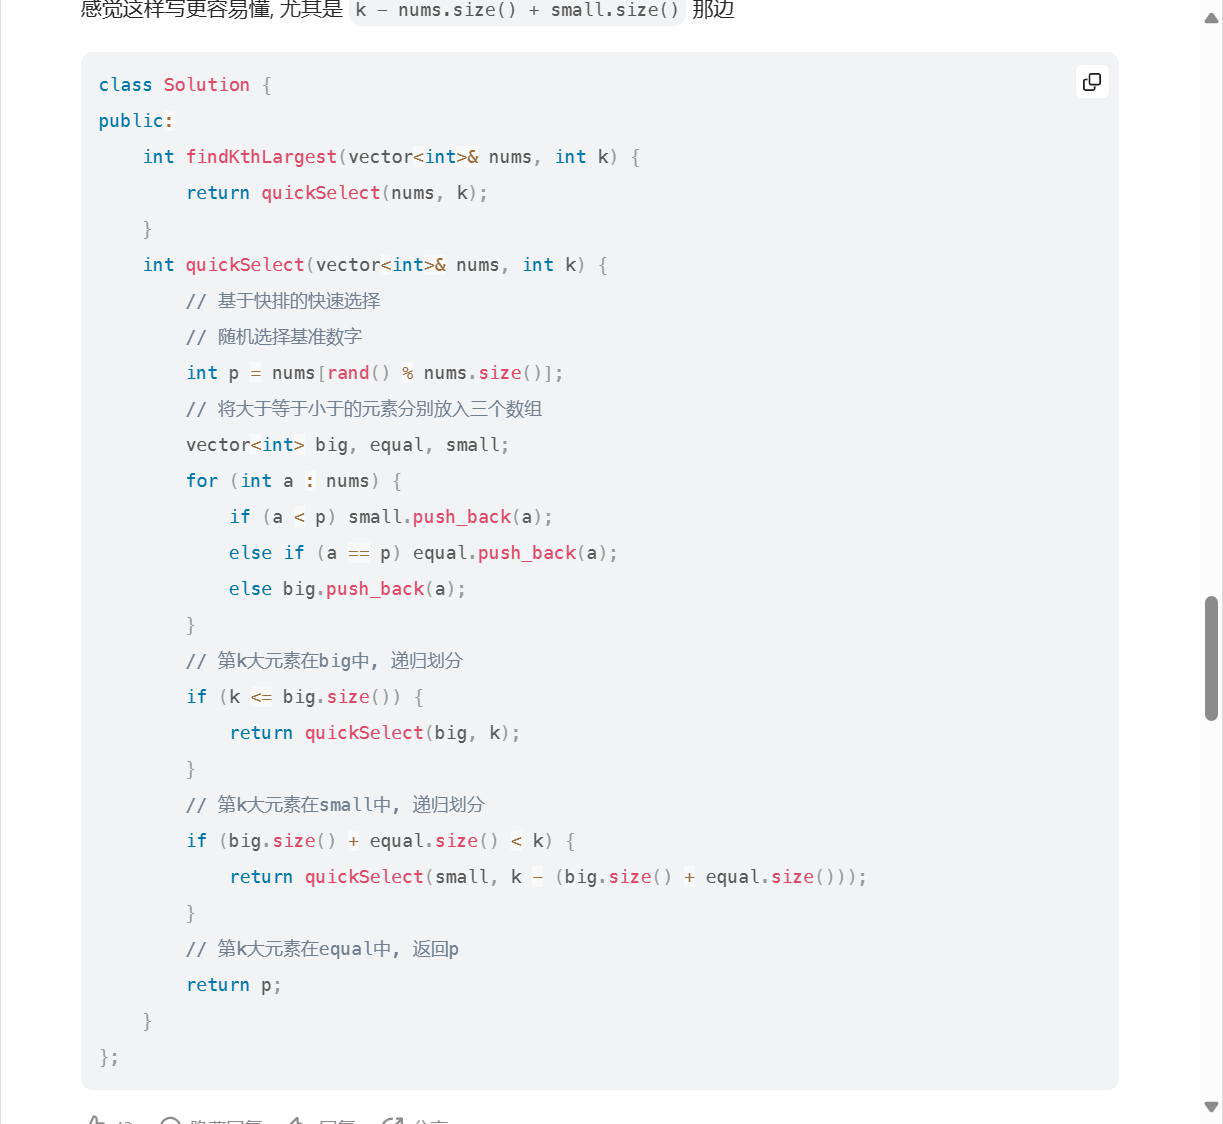 感觉这样写更容易懂, 尤其是 k - nums.size() + small.size() 那边
class Solution {
public:
    int findKthLargest(vector<int>& nums, int k) {
        return quickSelect(nums, k);
    }
    int quickSelect(vector<int>& nums, int k) {
        // 基于快排的快速选择
        // 随机选择基准数字
        int p = nums[rand() % nums.size()];
        // 将大于等于小于的元素分别放入三个数组
        vector<int> big, equal, small;
        for (int a : nums) {
            if (a < p) small.push_back(a);
            else if (a == p) equal.push_back(a);
            else big.push_back(a);
        }
        // 第k大元素在big中, 递归划分
        if (k <= big.size()) {
            return quickSelect(big, k);
        }
        // 第k大元素在small中, 递归划分
        if (big.size() + equal.size() < k) {
            return quickSelect(small, k - (big.size() + equal.size()));
        }
        // 第k大元素在equal中, 返回p
        return p;
    }
};